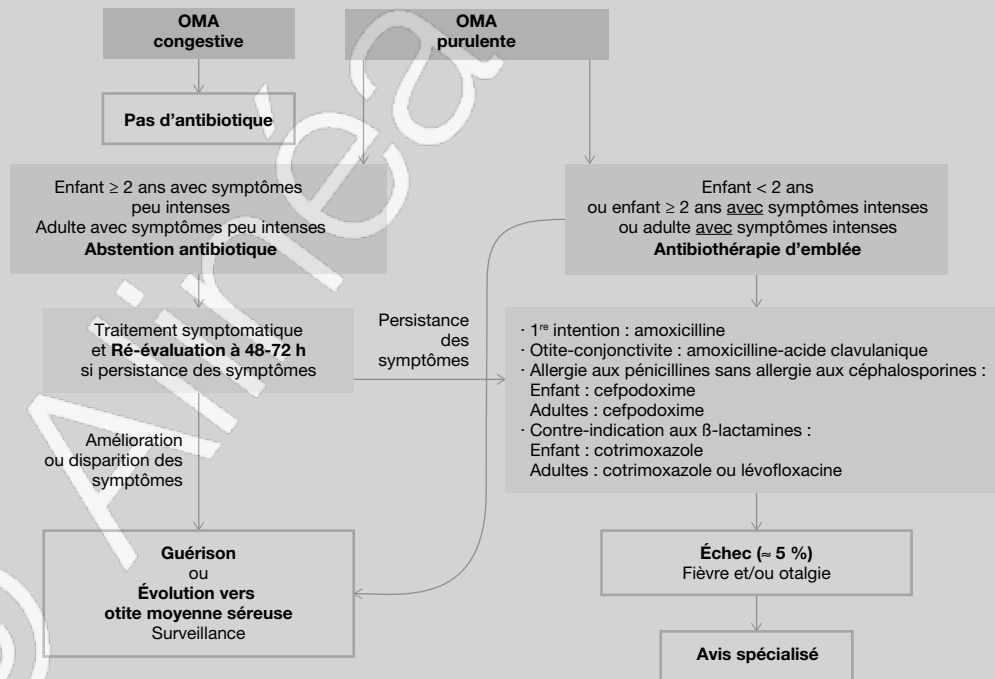 OMA
congestive
OMA
purulente
Pas d'antibiotique
Enfant ≥ 2 ans avec symptômes
peu intenses
Adulte avec symptômes peu intenses
Abstention antibiotique
Enfant < 2 ans
ou enfant ≥ 2 ans avec symptômes intenses
ou adulte avec symptômes intenses
Antibiothérapie d'emblée
Traitement symptomatique
et Ré-évaluation à 48-72 h
si persistance des symptômes
Persistance
des
symptômes
· 1re intention : amoxicilline
· Otite-conjonctivite : amoxicilline-acide clavulanique
· Allergie aux pénicillines sans allergie aux céphalosporines :
Enfant : cefpodoxime
Adultes : cefpodoxime
· Contre-indication aux ß-lactamines :
Enfant : cotrimoxazole
Adultes : cotrimoxazole ou lévofloxacine
Amélioration
ou disparition des
symptômes
Guérison
ou
Évolution vers
otite moyenne séreuse
Surveillance
Échec (≈ 5 %)
Fièvre et/ou otalgie
Avis spécialisé
© Alinéa